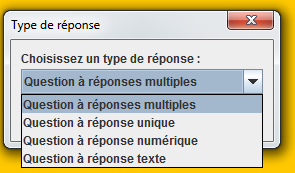 Type de réponse
Choisissez un type de réponse :
Question à réponses multiples
Question à réponses multiples
Question à réponse unique
Question à réponse numérique
Question à réponse texte